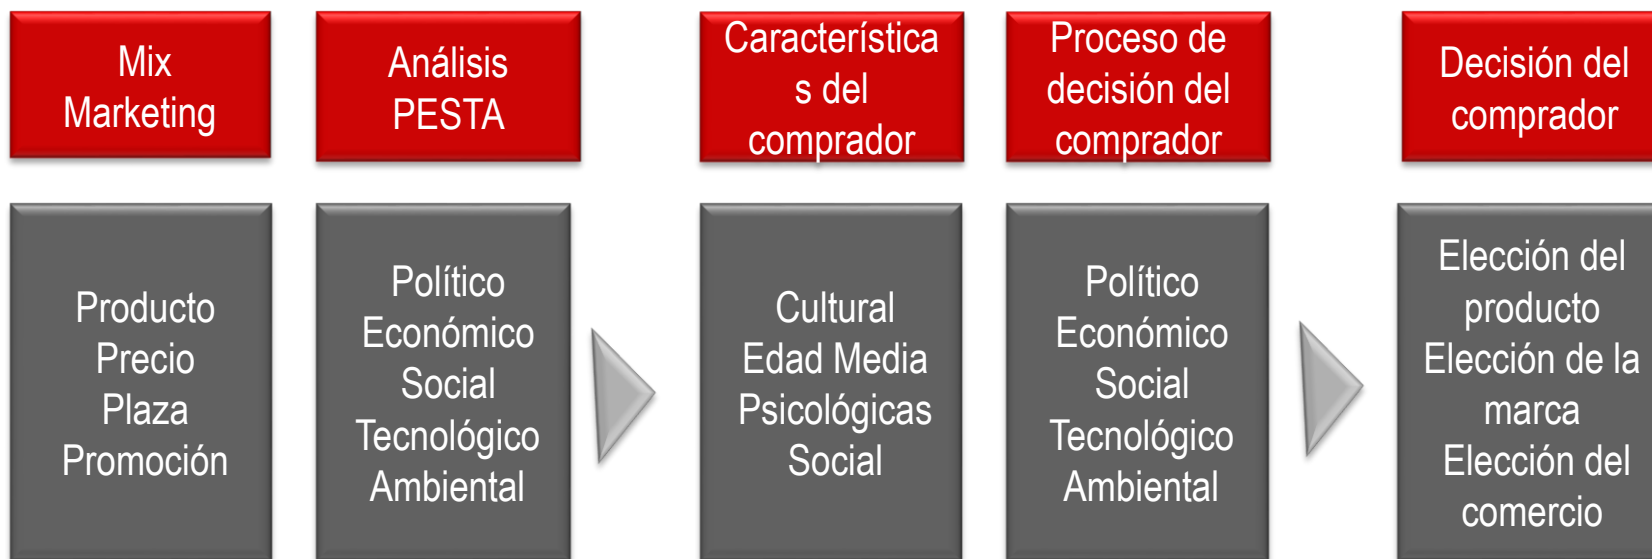 Mix
Marketing
Análisis
PESTA
Característica
s del
comprador
Proceso de
decisión del
comprador
Decisión del
comprador
Producto
Precio
Plaza
Promoción
Político
Económico
Social
Tecnológico
Ambiental
Cultural
Edad Media
Psicológicas
Social
Político
Económico
Social
Tecnológico
Ambiental
Elección del
producto
Elección de la
marca
Elección del
comercio